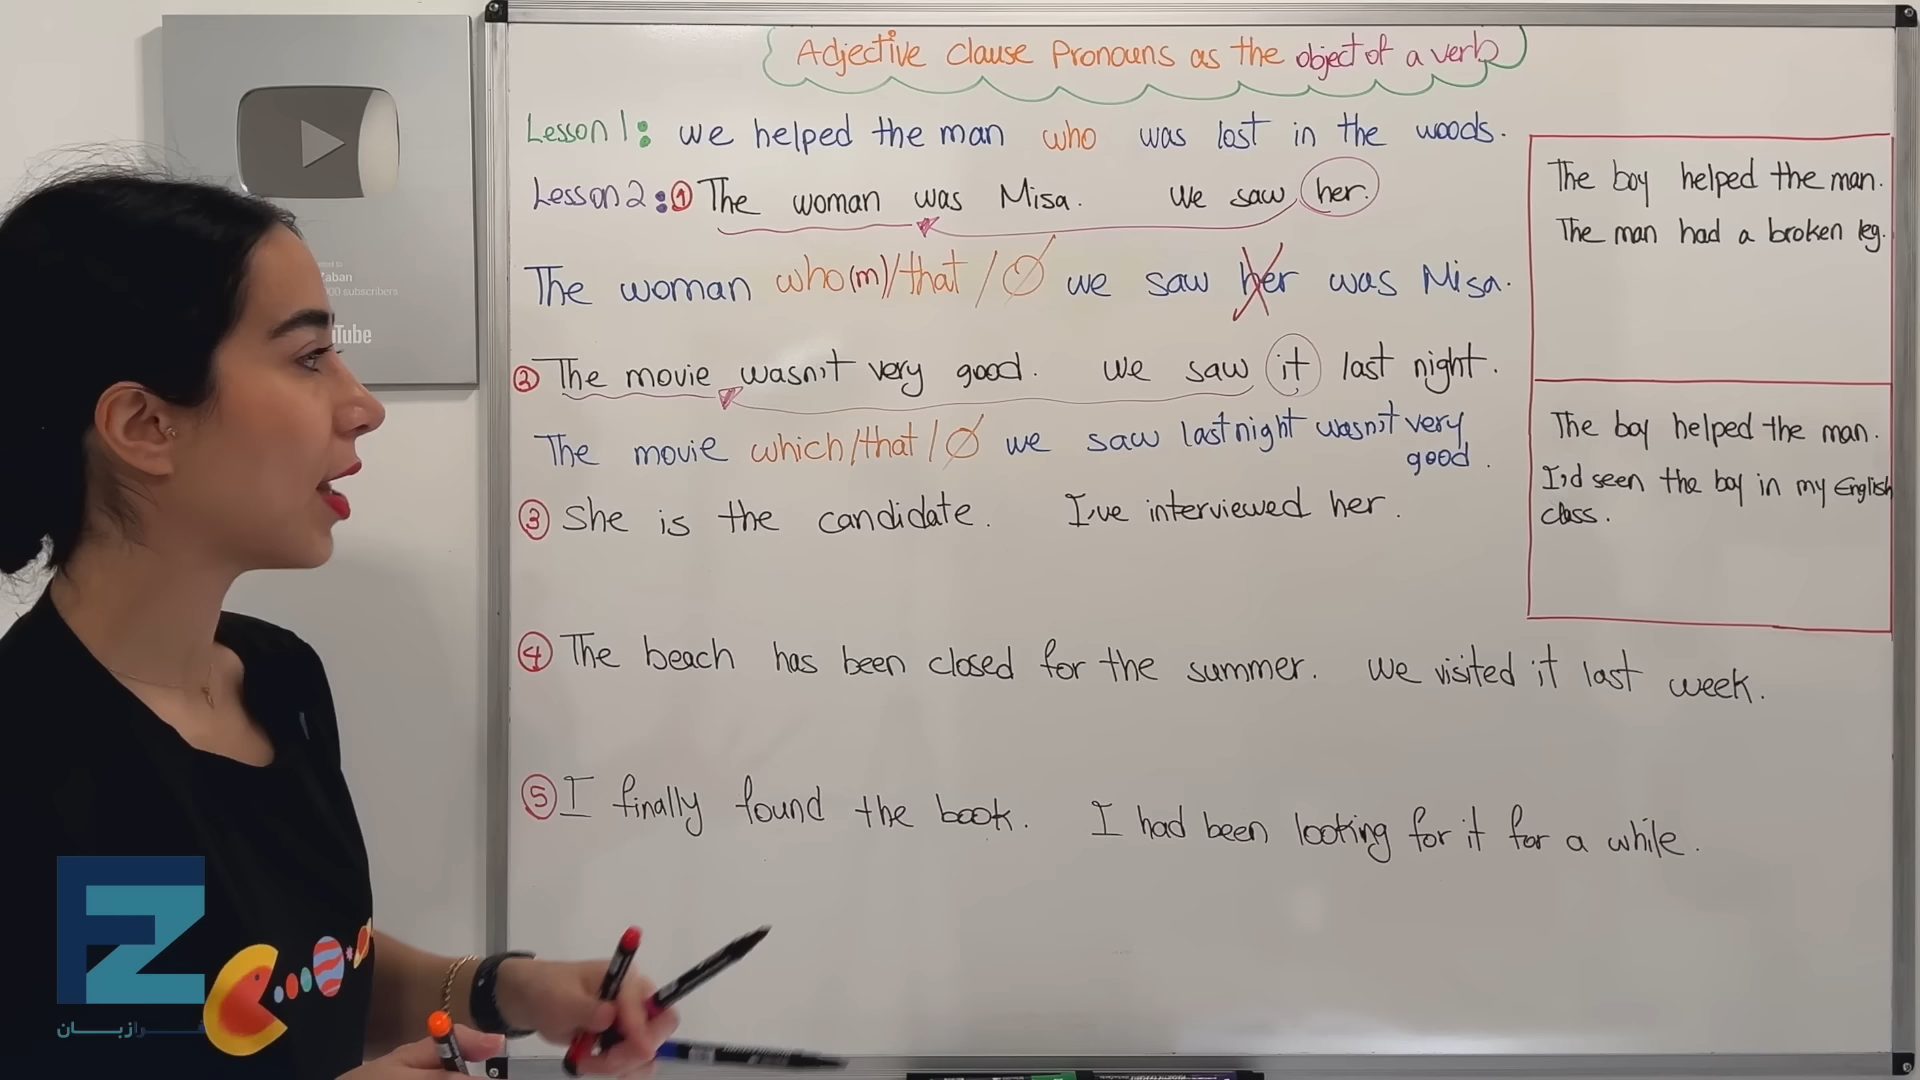 Adjective Clause Pronouns as the object of a verb
Lesson 1: we helped the man who was lost in the woods.
Lesson 2: ① The woman was Misa. We saw her.
The woman who(m)/that/∅ we saw her was Misa.
② The movie wasn't very good. We saw it last night.
The movie which/that/∅ we saw last night wasn't very
good.
③ She is the candidate. I've interviewed her.
④ The beach has been closed for the summer. We visited it last week.
⑤ I finally found the book. I had been looking for it for a while.
The boy helped the man.
The man had a broken leg.
The boy helped the man.
I'd seen the boy in my English
class.
Zaban
subscribers
YouTube
FZ
فرازبان